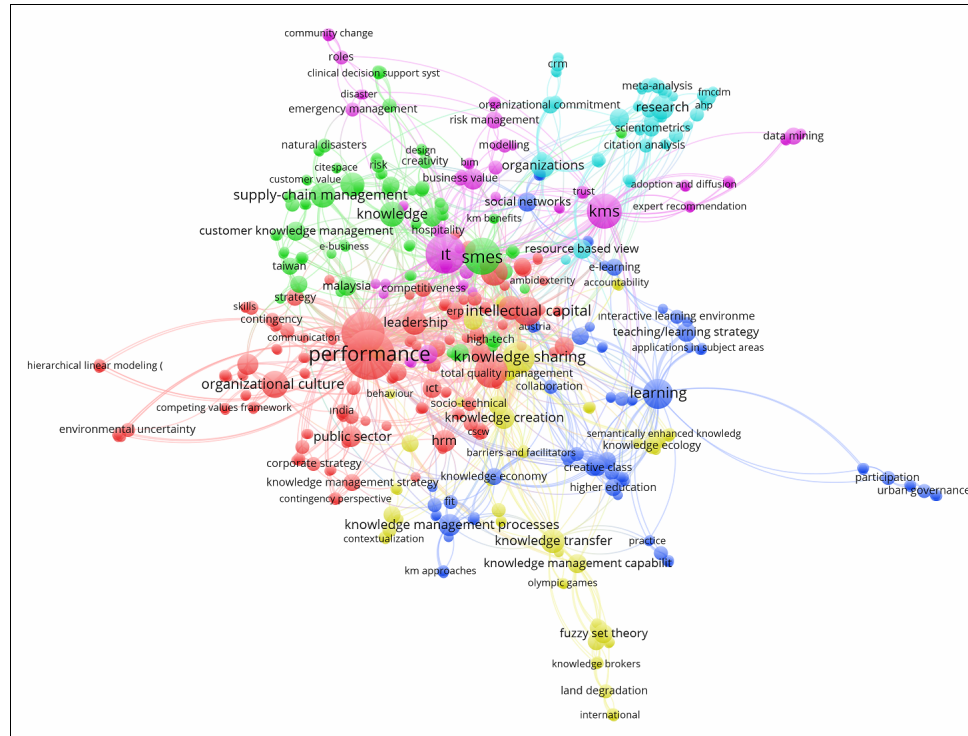 community change
roles
crm
clinical decision support syst
meta-analysis
disaster
fmcdm
emergency management
organizational commitment
research
ahp
risk management
scientometrics
data mining
natural disasters
design
modelling
citation analysis
citespace
risk
creativity
bim
organizations
customer value
business value
supply-chain management
trust
adoption and diffusion
knowledge
social networks
kms
expert recommendation
km benefits
customer knowledge management
hospitality
e-business
it
smes
resource based view
taiwan
e-learning
malaysia
competitiveness
ambidexterity
accountability
strategy
skills
erp
intellectual capital
interactive learning environme
contingency
leadership
austria
teaching/learning strategy
communication
high-tech
applications in subject areas
performance
knowledge sharing
hierarchical linear modeling (
total quality management
organizational culture
behaviour
ict
collaboration
learning
competing values framework
india
socio-technical
knowledge creation
environmental uncertainty
public sector
hrm
cscw
semantically enhanced knowledg
knowledge ecology
barriers and facilitators
corporate strategy
creative class
knowledge management strategy
knowledge economy
participation
contingency perspective
higher education
urban governance
fit
knowledge management processes
contextualization
knowledge transfer
practice
km approaches
knowledge management capabilit
olympic games
fuzzy set theory
knowledge brokers
land degradation
international